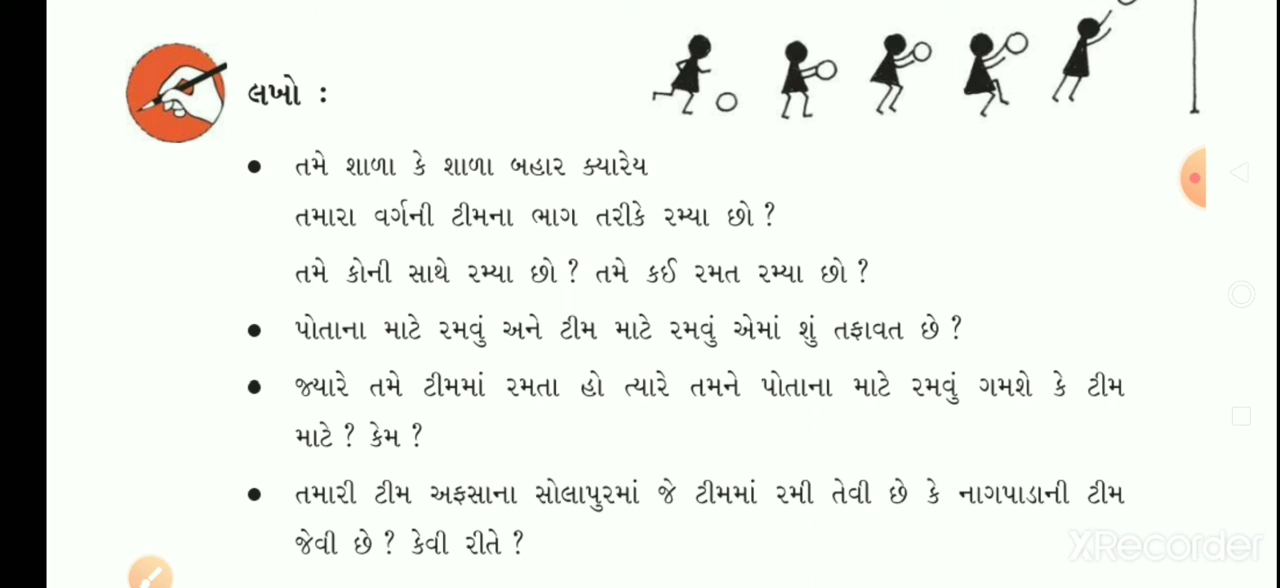 લખો :
તમે શાળા કે શાળા બહાર ક્યારેય
તમારા વર્ગની ટીમના ભાગ તરીકે રમ્યા છો ?
તમે કોની સાથે રમ્યા છો ? તમે કઈ રમત રમ્યા છો ?
પોતાના માટે રમવું અને ટીમ માટે રમવું એમાં શું તફાવત છે ?
જ્યારે તમે ટીમમાં રમતા હો ત્યારે તમને પોતાના માટે રમવું ગમશે કે ટીમ
માટે ? કેમ ?
તમારી ટીમ અફસાના સોલાપુરમાં જે ટીમમાં રમી તેવી છે કે નાગપાડાની ટીમ
જેવી છે ? કેવી રીતે ?
XRecorder